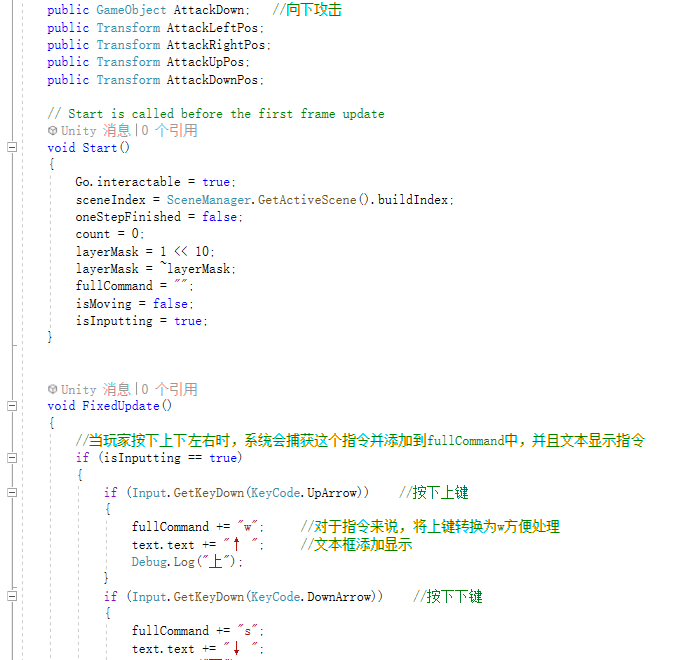 public GameObject AttackDown;   //向下攻击
public Transform AttackLeftPos;
public Transform AttackRightPos;
public Transform AttackUpPos;
public Transform AttackDownPos;
// Start is called before the first frame update
Unity 消息|0 个引用
void Start()
{
Go.interactable = true;
sceneIndex = SceneManager.GetActiveScene().buildIndex;
oneStepFinished = false;
count = 0;
layerMask = 1 << 10;
layerMask = ~layerMask;
fullCommand = "";
isMoving = false;
isInputting = true;
}
Unity 消息|0 个引用
void FixedUpdate()
{
//当玩家按下上下左右时，系统会捕获这个指令并添加到fullCommand中，并且文本显示指令
if (isInputting == true)
{
if (Input.GetKeyDown(KeyCode.UpArrow))    //按下上键
{
fullCommand += "w";     //对于指令来说，将上键转换为w方便处理
text.text += "↑ ";     //文本框添加显示
Debug.Log("上");
}
if (Input.GetKeyDown(KeyCode.DownArrow))    //按下下键
{
fullCommand += "s";
text.text += "↓ ";